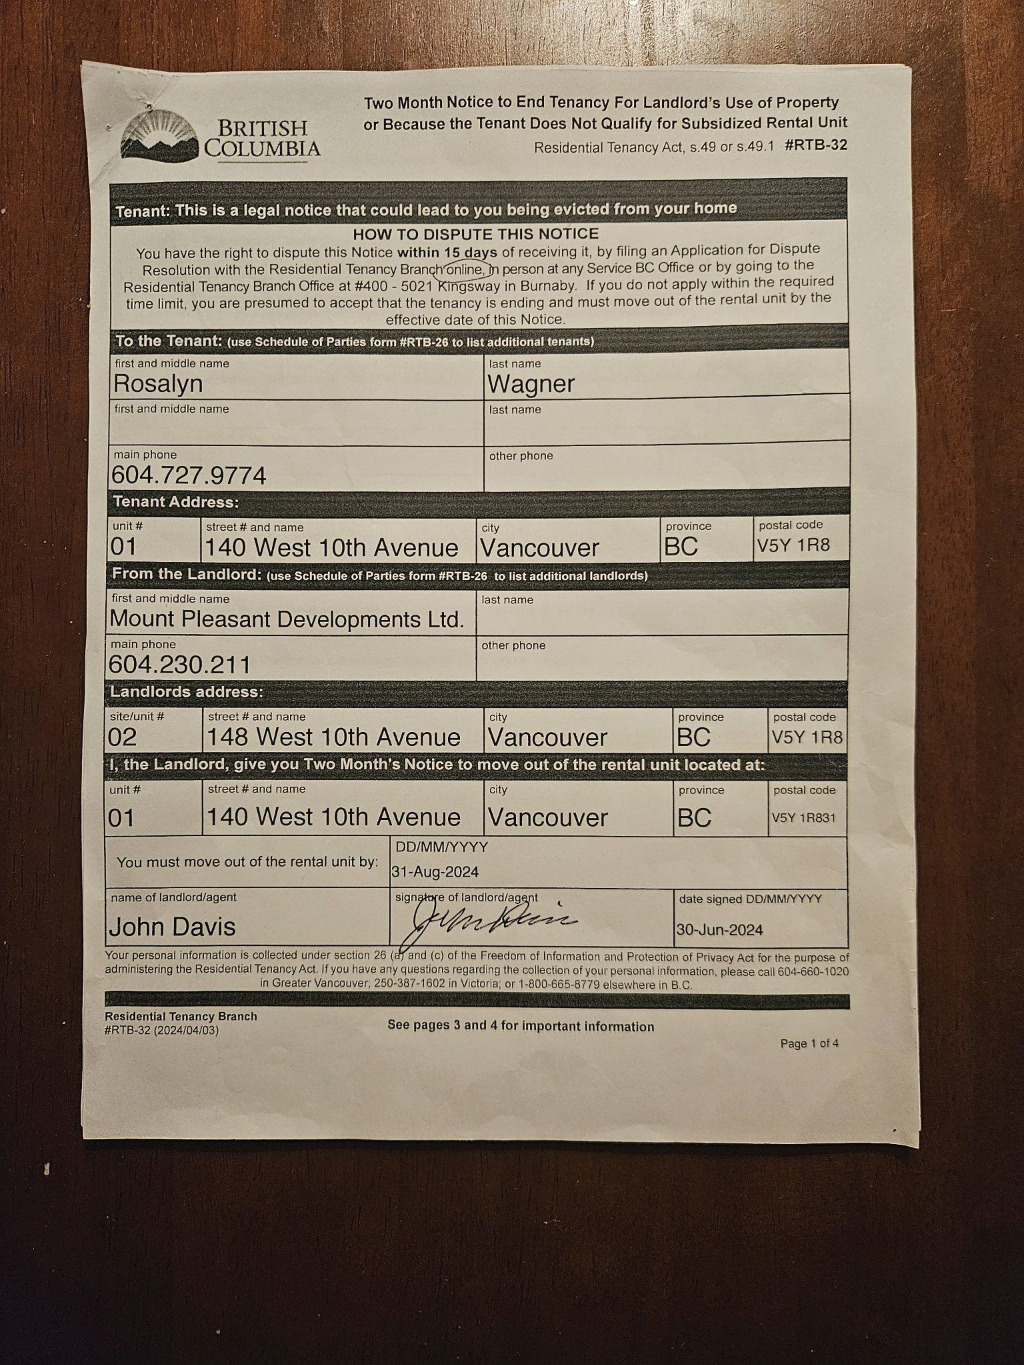 BRITISH
COLUMBIA
Two Month Notice to End Tenancy For Landlord's Use of Property
or Because the Tenant Does Not Qualify for Subsidized Rental Unit
Residential Tenancy Act, s.49 or s.49.1 #RTB-32
Tenant: This is a legal notice that could lead to you being evicted from your home
HOW TO DISPUTE THIS NOTICE
You have the right to dispute this Notice within 15 days of receiving it, by filing an Application for Dispute
Resolution with the Residential Tenancy Branch online, in person at any Service BC Office or by going to the
Residential Tenancy Branch Office at #400 - 5021 Kingsway in Burnaby. If you do not apply within the required
time limit, you are presumed to accept that the tenancy is ending and must move out of the rental unit by the
effective date of this Notice.
To the Tenant: (use Schedule of Parties form #RTB-26 to list additional tenants)
first and middle name last name
Rosalyn Wagner
first and middle name last name
main phone other phone
604.727.9774
Tenant Address:
unit # street # and name city province postal code
01 140 West 10th Avenue Vancouver BC V5Y 1R8
From the Landlord: (use Schedule of Parties form #RTB-26 to list additional landlords)
first and middle name last name
Mount Pleasant Developments Ltd.
main phone other phone
604.230.211
Landlords address:
site/unit # street # and name city province postal code
02 148 West 10th Avenue Vancouver BC V5Y 1R8
I, the Landlord, give you Two Month's Notice to move out of the rental unit located at:
unit # street # and name city province postal code
01 140 West 10th Avenue Vancouver BC V5Y 1R831
DD/MM/YYYY
You must move out of the rental unit by: 31-Aug-2024
name of landlord/agent signature of landlord/agent date signed DD/MM/YYYY
John Davis John Davis 30-Jun-2024
Your personal information is collected under section 26 (a) and (c) of the Freedom of Information and Protection of Privacy Act for the purpose of
administering the Residential Tenancy Act. If you have any questions regarding the collection of your personal information, please call 604-660-1020
in Greater Vancouver; 250-387-1602 in Victoria; or 1-800-665-8779 elsewhere in B.C.
Residential Tenancy Branch
#RTB-32 (2024/04/03)
See pages 3 and 4 for important information
Page 1 of 4